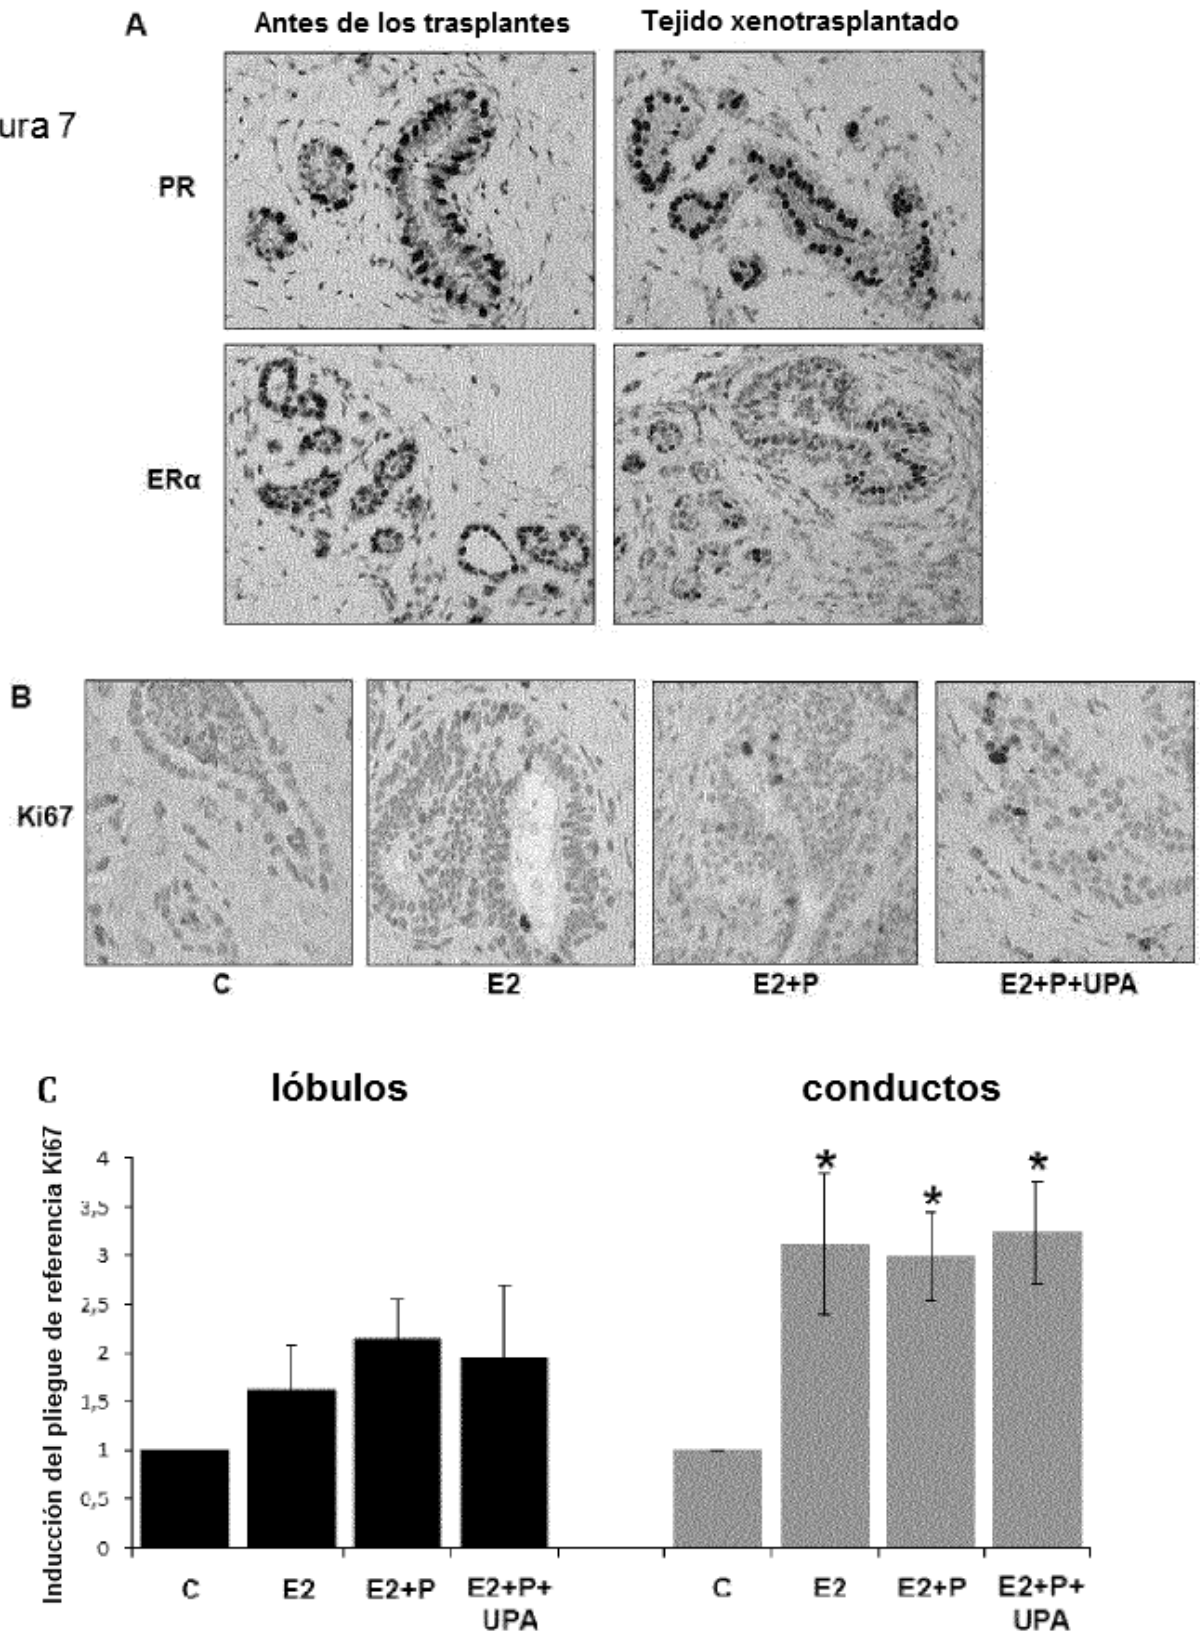 A
Antes de los trasplantes
Tejido xenotrasplantado
ura 7
PR
ERα
B
Ki67
C
E2
E2+P
E2+P+UPA
C
lóbulos
conductos
Inducción del pliegue de referencia Ki67
4
3,5
3
2,5
2
1,5
1
0,5
0
*
*
*
C
E2
E2+P
E2+P+
UPA
C
E2
E2+P
E2+P+
UPA